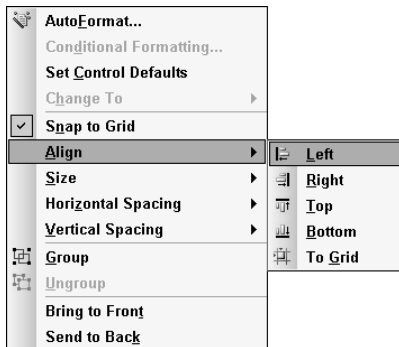 AutoFormat...
Conditional Formatting...
Set Control Defaults
Change To
Snap to Grid
Align
Size
Horizontal Spacing
Vertical Spacing
Group
Ungroup
Bring to Front
Send to Back
Left
Right
Top
Bottom
To Grid